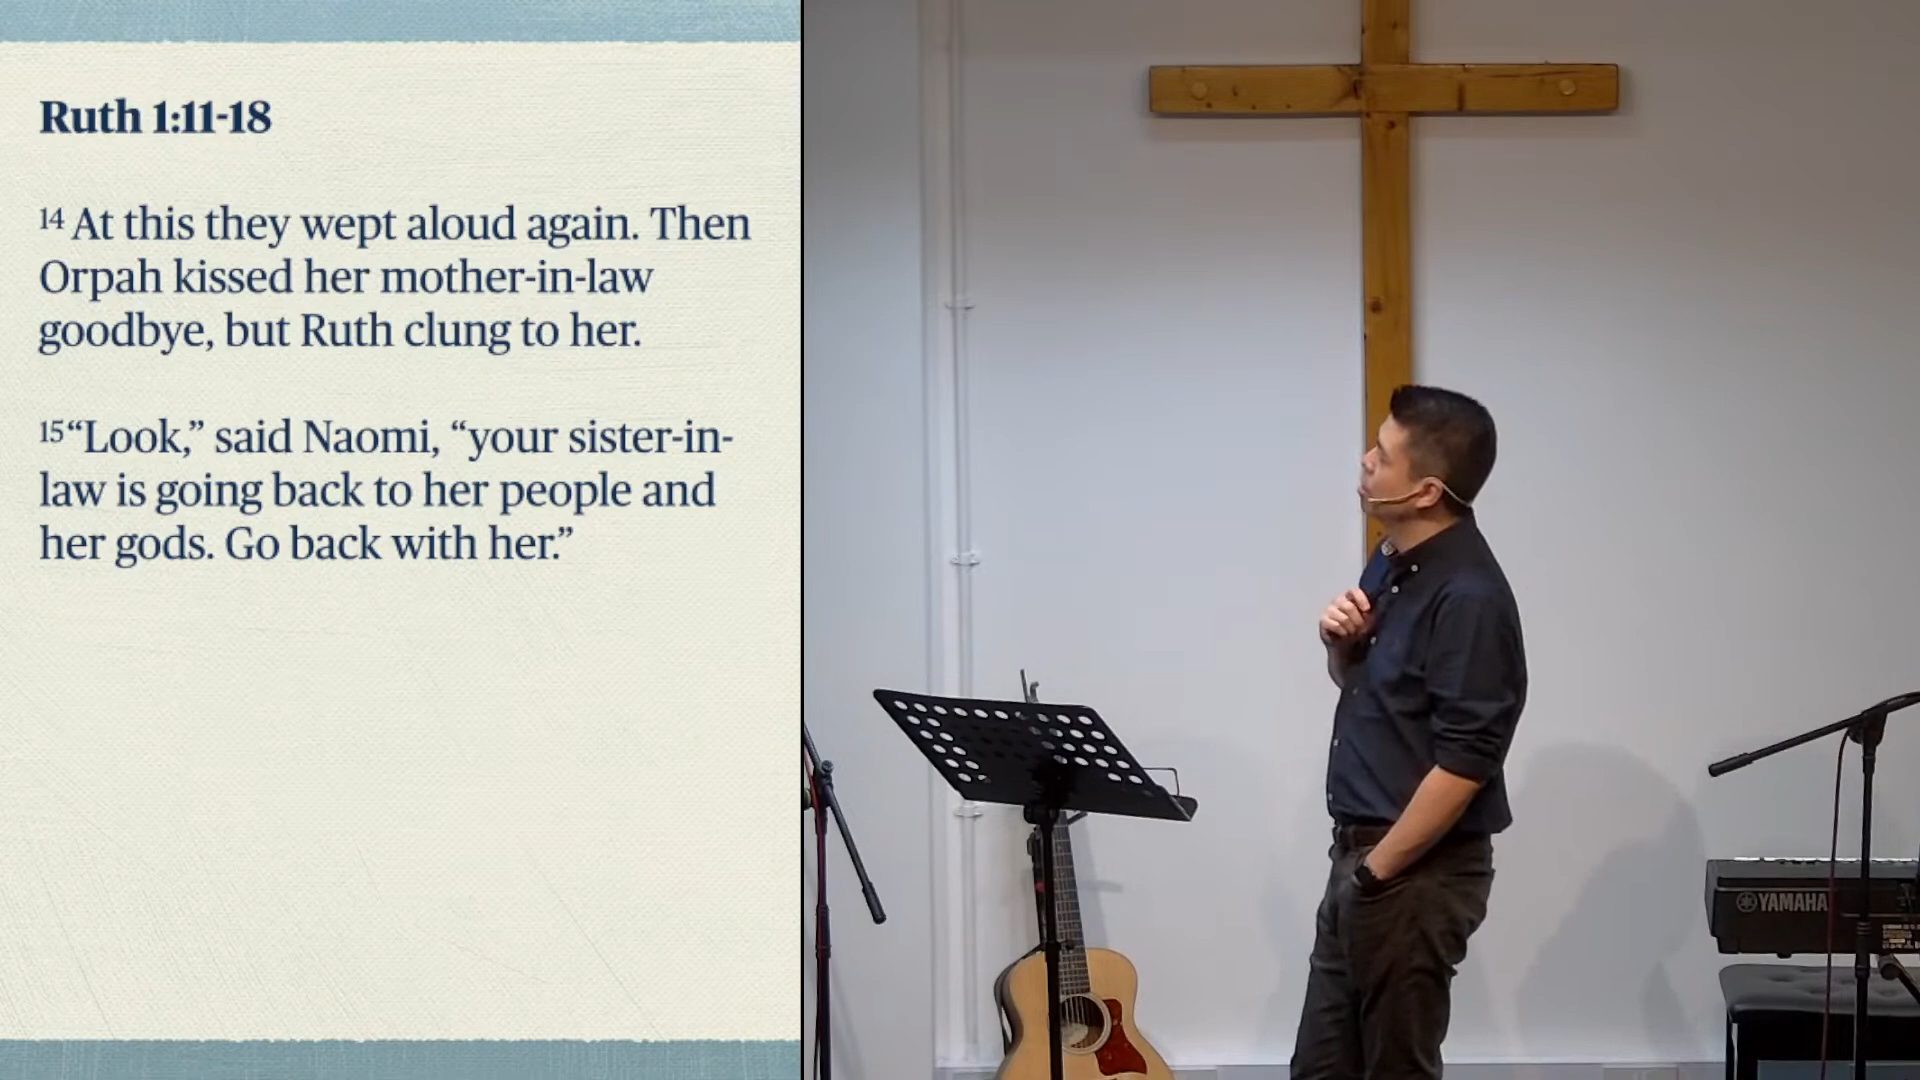 Ruth 1:11-18
14 At this they wept aloud again. Then
Orpah kissed her mother-in-law
goodbye, but Ruth clung to her.
15“Look,” said Naomi, “your sister-in-
law is going back to her people and
her gods. Go back with her.”
YAMAHA